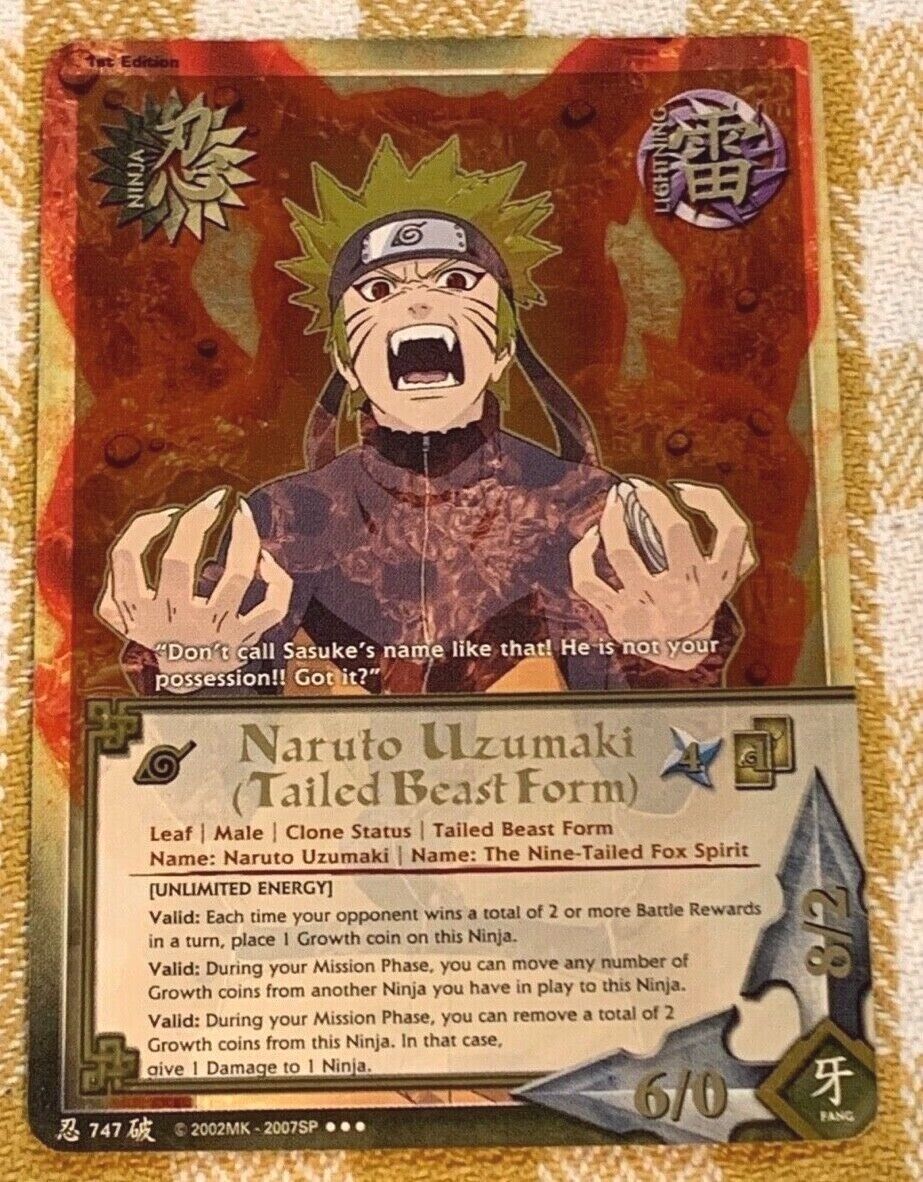 1st Edition
忍
NINJA
雷
LIGHTNING
"Don't call Sasuke's name like that! He is not your
possession!! Got it?"
Naruto Uzumaki
(Tailed Beast Form)
4
Leaf | Male | Clone Status | Tailed Beast Form
Name: Naruto Uzumaki | Name: The Nine-Tailed Fox Spirit
[UNLIMITED ENERGY]
Valid: Each time your opponent wins a total of 2 or more Battle Rewards
in a turn, place 1 Growth coin on this Ninja.
Valid: During your Mission Phase, you can move any number of
Growth coins from another Ninja you have in play to this Ninja.
Valid: During your Mission Phase, you can remove a total of 2
Growth coins from this Ninja. In that case,
give 1 Damage to 1 Ninja.
8/2
6/0
牙
FANG
忍 747 破 © 2002MK - 2007SP ●●●